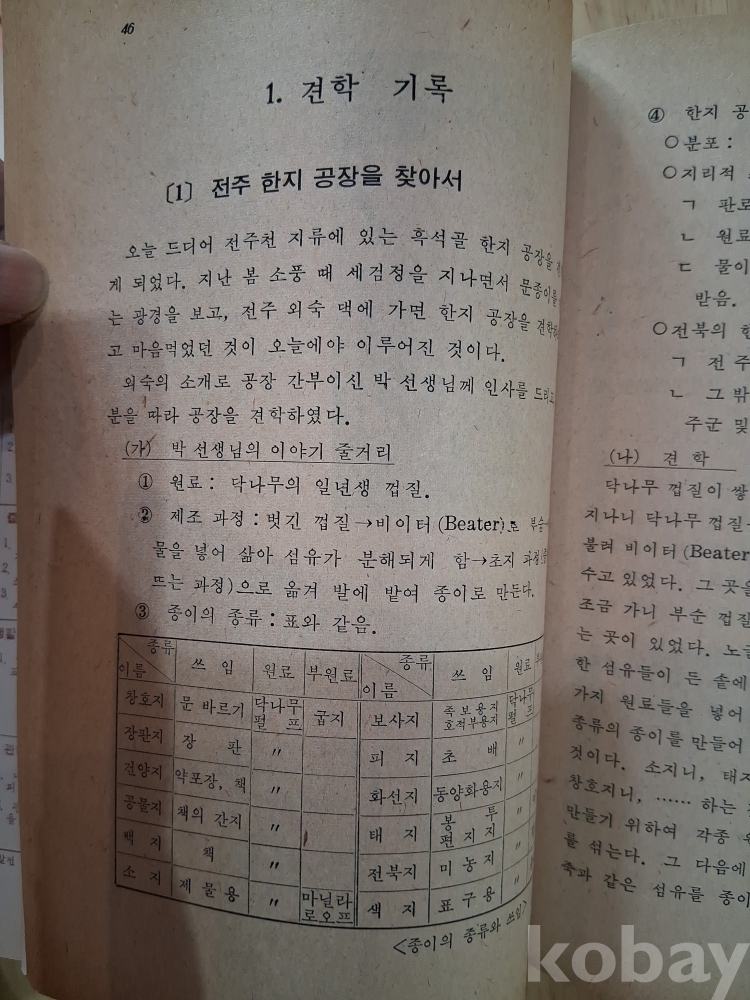 46
1. 견학 기록
〔1〕 전주 한지 공장을 찾아서
오늘 드디어 전주천 지류에 있는 흑석골 한지 공장을
게 되었다. 지난 봄 소풍 때 세검정을 지나면서 문종이를
는 광경을 보고, 전주 외숙 댁에 가면 한지 공장을 견학하
고 마음먹었던 것이 오늘에야 이루어진 것이다.
외숙의 소개로 공장 간부이신 박 선생님께 인사를 드리고
분을 따라 공장을 견학하였다.
(가) 박 선생님의 이야기 줄거리
① 원료: 닥나무의 일년생 껍질.
② 제조 과정: 벗긴 껍질→비이터(Beater)로 부술
물을 넣어 삶아 섬유가 분해되게 함→초지 과정
뜨는 과정)으로 옮겨 발에 밭여 종이로 만든다.
③ 종이의 종류: 표와 같음.
종류 이름 쓰 임 원료 부원료 종류 이름 쓰 임 원료
창호지 문 바르기 닥나무 펄 프 굽지 보사지 족보용지 호적부용지 닥나무 펄 프
장판지 장 판 〃 피 지 초 배 〃
건양지 약포장, 책 〃 화선지 동양화용지 〃
공물지 책의 간지 〃 태 지 봉 투 편 지 지 〃
백 지 책 〃 전북지 미농지 〃
소 지 제물용 〃 마닐라 로오프 색 지 표구용 〃
<종이의 종류와 쓰임>
④ 한지 공
○분포:
○지리적
ㄱ 판로
ㄴ 원료
ㄷ 물이
받음.
○전북의 한
ㄱ 전주
ㄴ 그 밖
주군 및
(나) 견 학
닥나무 껍질이 쌓
지나니 닥나무 껍질
불려 비이터(Beater
수고 있었다. 그 곳을
조금 가니 부순 껍질
는 곳이 있었다. 노글
한 섬유들이 든 솥에
가지 원료들을 넣어
종류의 종이를 만들어
것이다. 소지니, 태지
창호지니, …… 하는
만들기 위하여 각종
를 섞는다. 그 다음에
죽과 같은 섬유를 종이
kobay